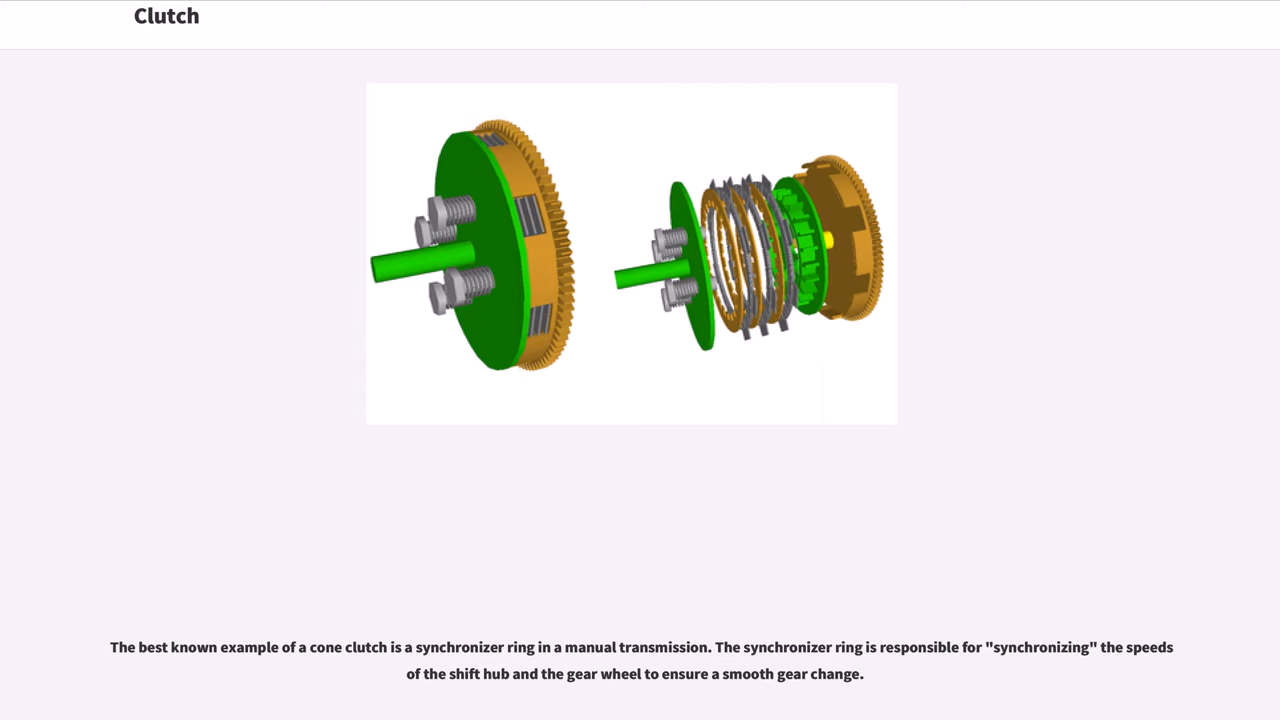 Clutch
The best known example of a cone clutch is a synchronizer ring in a manual transmission. The synchronizer ring is responsible for "synchronizing" the speeds
of the shift hub and the gear wheel to ensure a smooth gear change.